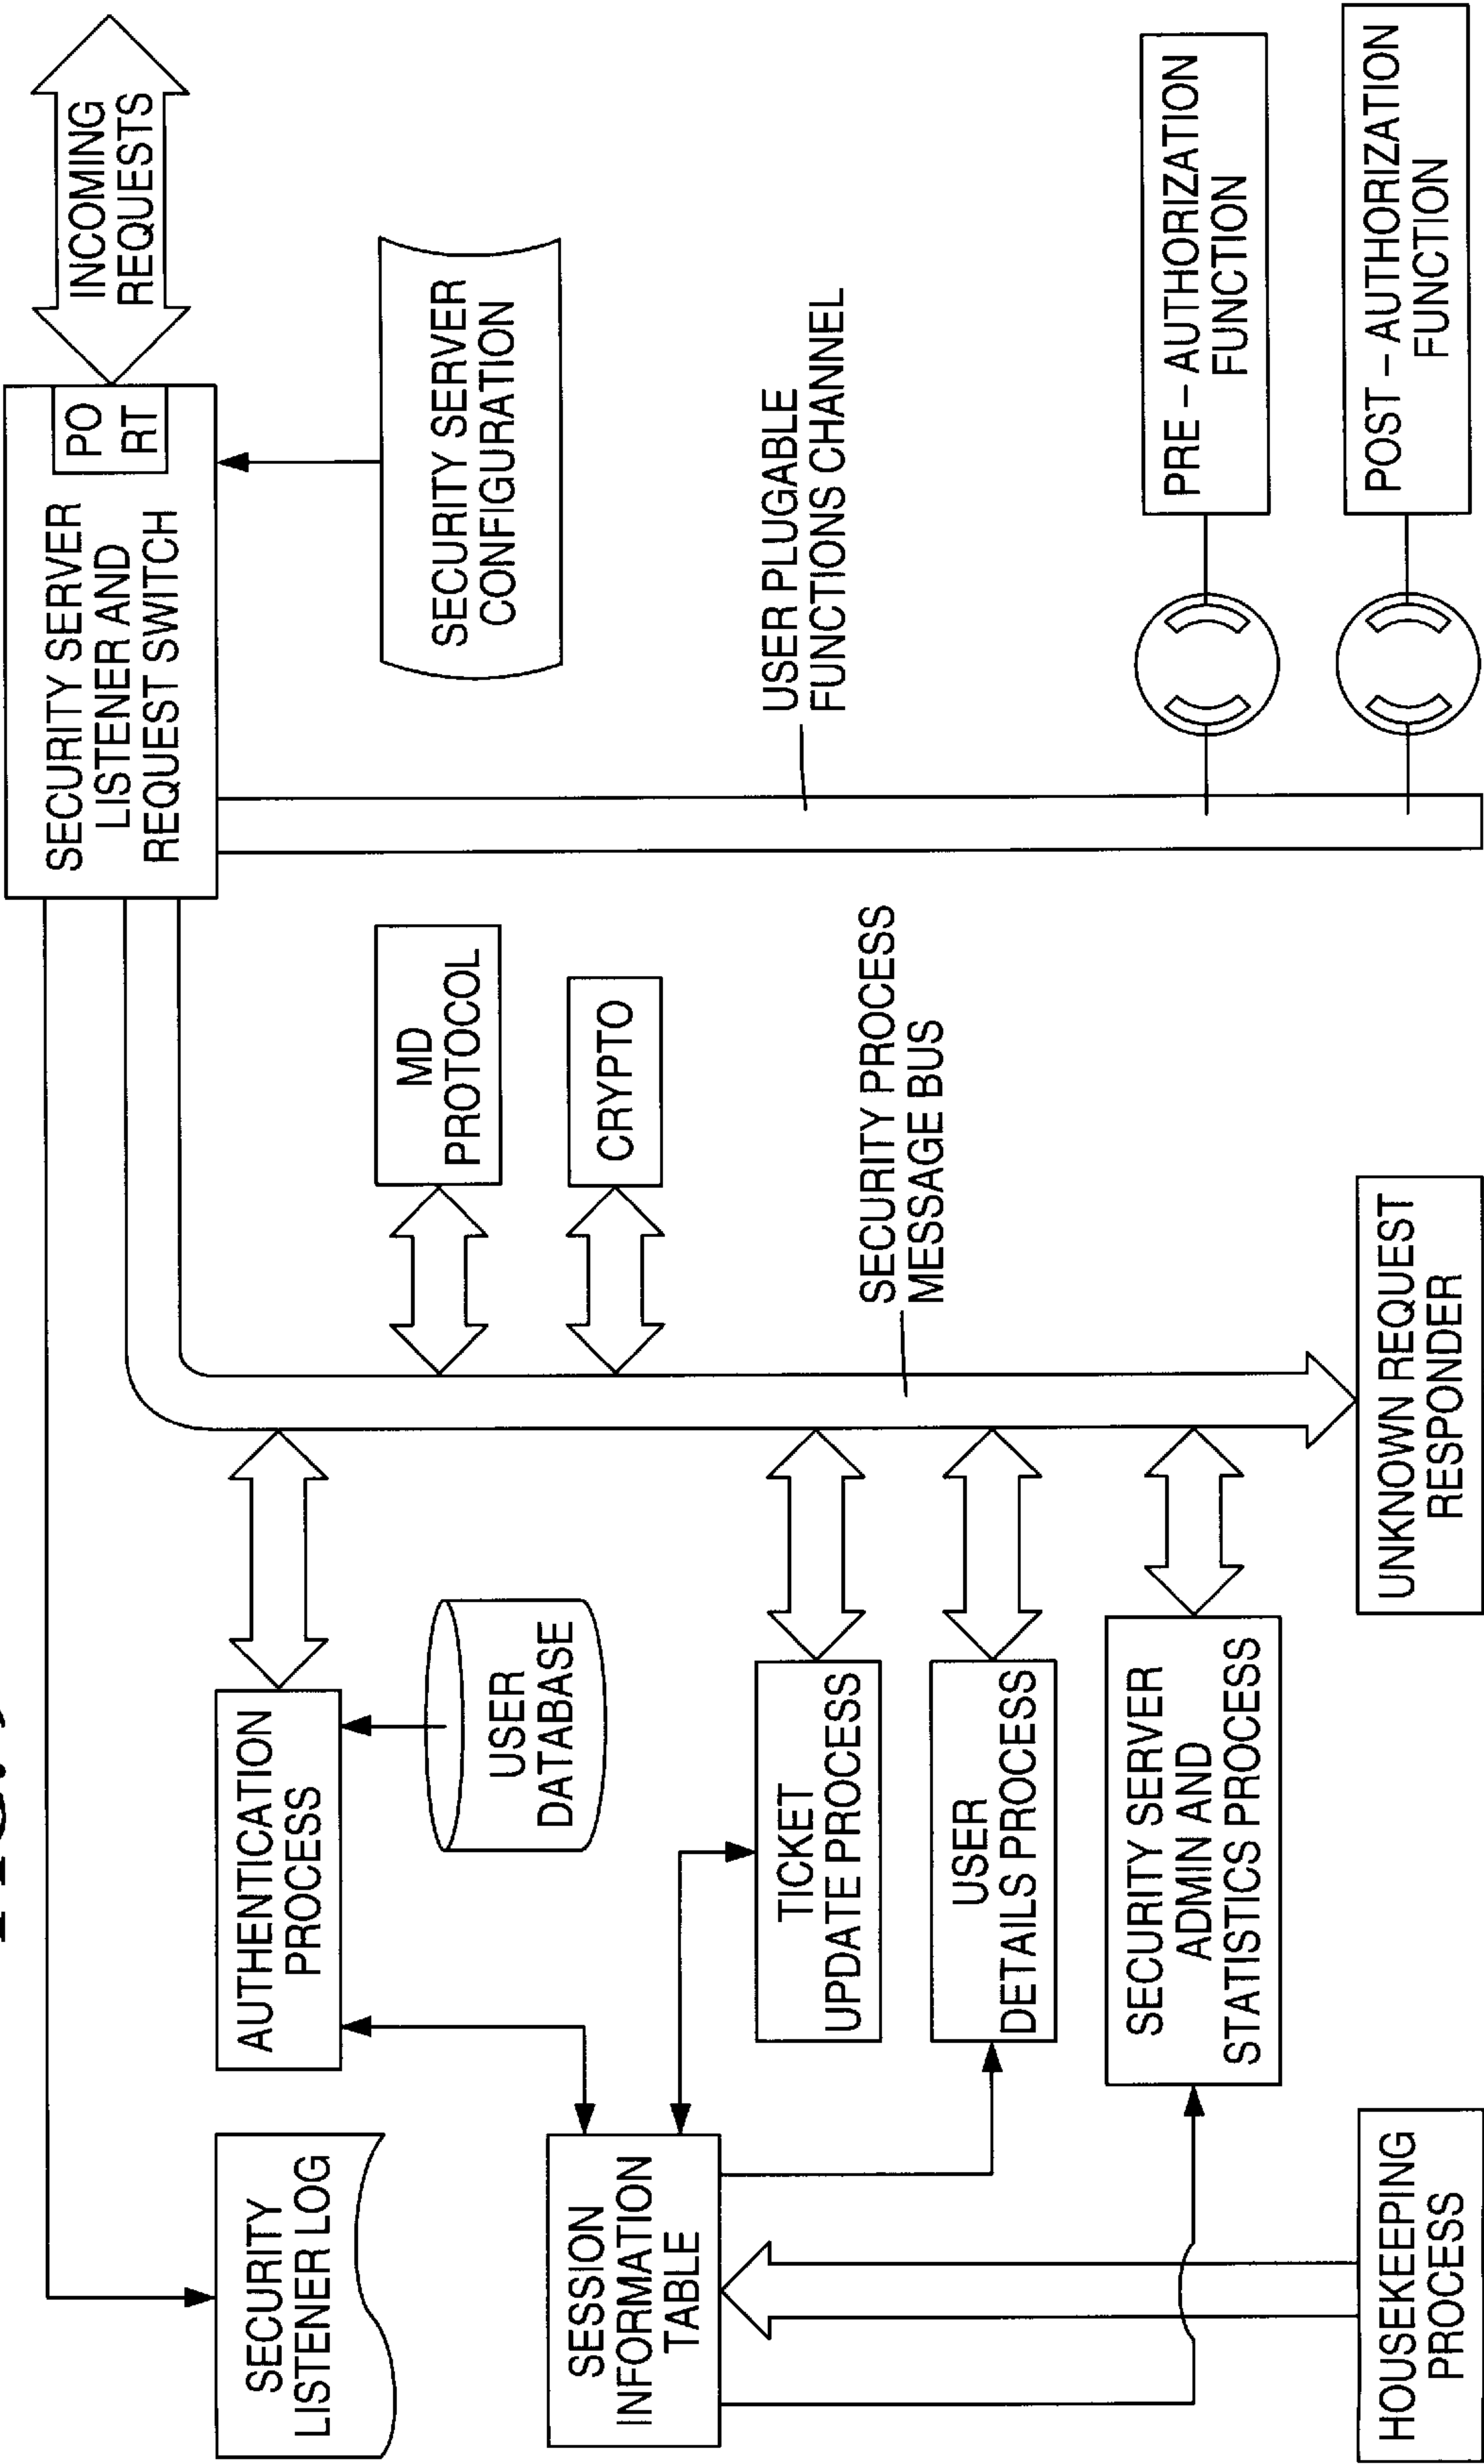 INCOMING
REQUESTS
PO
RT
SECURITY SERVER
LISTENER AND
REQUEST SWITCH
SECURITY SERVER
CONFIGURATION
USER PLUGABLE
FUNCTIONS CHANNEL
PRE – AUTHORIZATION
FUNCTION
POST – AUTHORIZATION
FUNCTION
MD
PROTOCOL
CRYPTO
SECURITY PROCESS
MESSAGE BUS
UNKNOWN REQUEST
RESPONDER
AUTHENTICATION
PROCESS
USER
DATABASE
TICKET
UPDATE PROCESS
USER
DETAILS PROCESS
SECURITY SERVER
ADMIN AND
STATISTICS PROCESS
SECURITY
LISTENER LOG
SESSION
INFORMATION
TABLE
HOUSEKEEPING
PROCESS